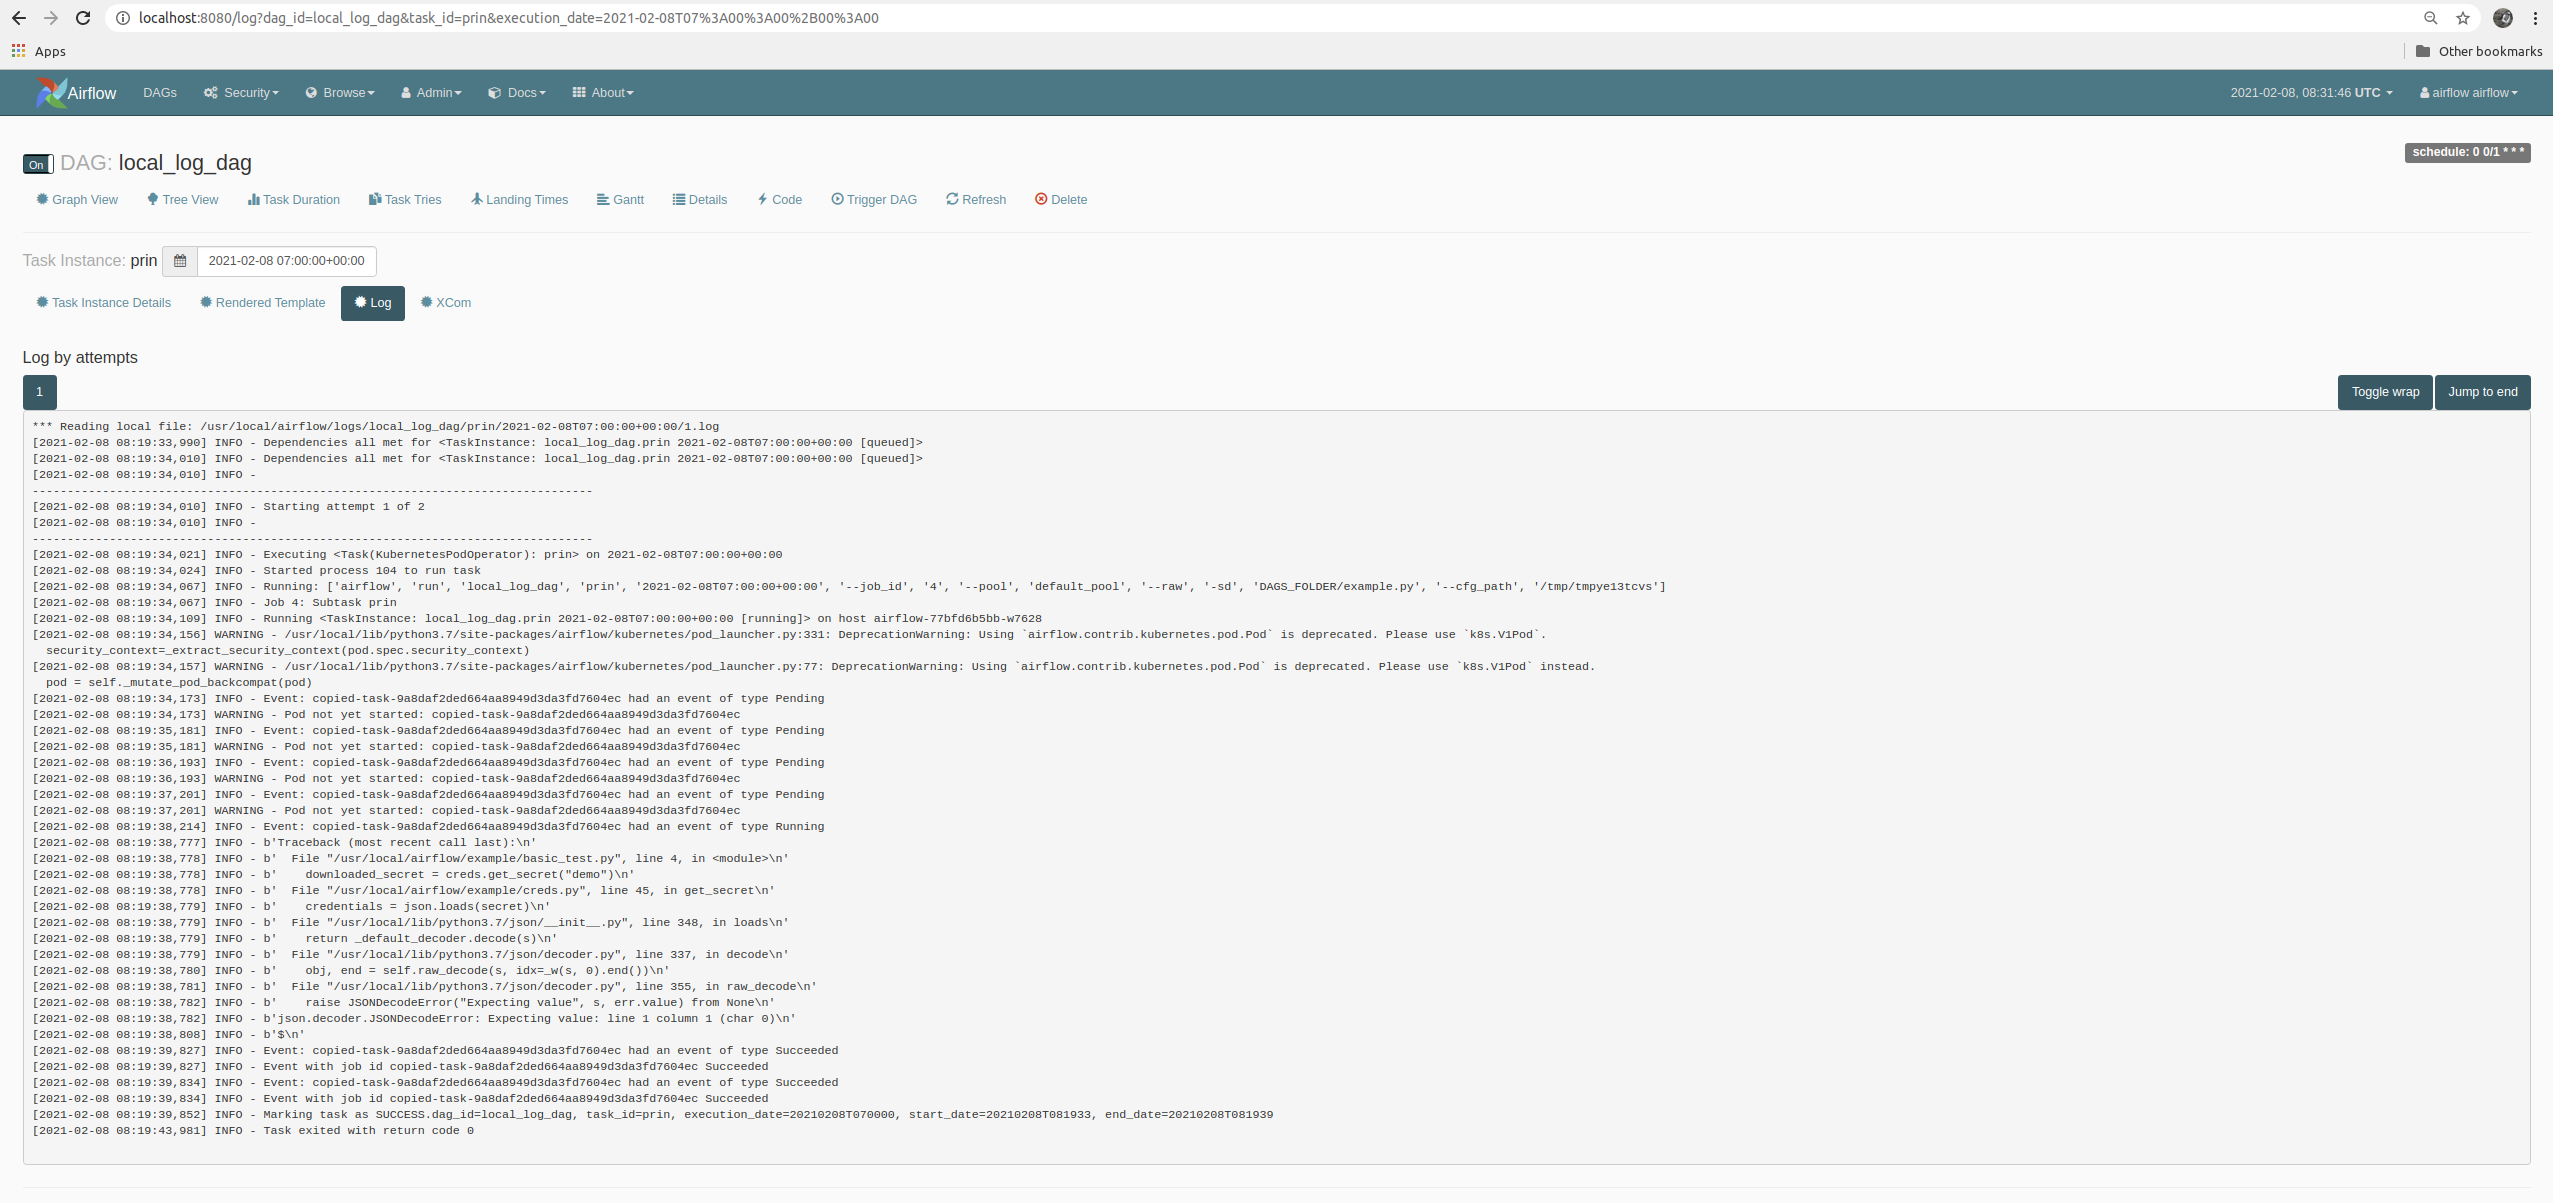 localhost:8080/log?dag_id=local_log_dag&task_id=prin&execution_date=2021-02-08T07%3A00%3A00%2B00%3A00
Apps
Other bookmarks
Airflow DAGs Security Browse Admin Docs About 2021-02-08, 08:31:46 UTC airflow airflow
On DAG: local_log_dag
schedule: 0 0/1 * * *
Graph View Tree View Task Duration Task Tries Landing Times Gantt Details Code Trigger DAG Refresh Delete
Task Instance: prin 2021-02-08 07:00:00+00:00
Task Instance Details Rendered Template Log XCom
Log by attempts
1 Toggle wrap Jump to end
*** Reading local file: /usr/local/airflow/logs/local_log_dag/prin/2021-02-08T07:00:00+00:00/1.log
[2021-02-08 08:19:33,990] INFO - Dependencies all met for <TaskInstance: local_log_dag.prin 2021-02-08T07:00:00+00:00 [queued]>
[2021-02-08 08:19:34,010] INFO - Dependencies all met for <TaskInstance: local_log_dag.prin 2021-02-08T07:00:00+00:00 [queued]>
[2021-02-08 08:19:34,010] INFO -
--------------------------------------------------------------------------------
[2021-02-08 08:19:34,010] INFO - Starting attempt 1 of 2
[2021-02-08 08:19:34,010] INFO -
--------------------------------------------------------------------------------
[2021-02-08 08:19:34,021] INFO - Executing <Task(KubernetesPodOperator): prin> on 2021-02-08T07:00:00+00:00
[2021-02-08 08:19:34,024] INFO - Started process 104 to run task
[2021-02-08 08:19:34,067] INFO - Running: ['airflow', 'run', 'local_log_dag', 'prin', '2021-02-08T07:00:00+00:00', '--job_id', '4', '--pool', 'default_pool', '--raw', '-sd', 'DAGS_FOLDER/example.py', '--cfg_path', '/tmp/tmpye13tcvs']
[2021-02-08 08:19:34,067] INFO - Job 4: Subtask prin
[2021-02-08 08:19:34,109] INFO - Running <TaskInstance: local_log_dag.prin 2021-02-08T07:00:00+00:00 [running]> on host airflow-77bfd6b5bb-w7628
[2021-02-08 08:19:34,156] WARNING - /usr/local/lib/python3.7/site-packages/airflow/kubernetes/pod_launcher.py:331: DeprecationWarning: Using `airflow.contrib.kubernetes.pod.Pod` is deprecated. Please use `k8s.V1Pod`.
  security_context=_extract_security_context(pod.spec.security_context)
[2021-02-08 08:19:34,157] WARNING - /usr/local/lib/python3.7/site-packages/airflow/kubernetes/pod_launcher.py:77: DeprecationWarning: Using `airflow.contrib.kubernetes.pod.Pod` is deprecated. Please use `k8s.V1Pod` instead.
  pod = self._mutate_pod_backcompat(pod)
[2021-02-08 08:19:34,173] INFO - Event: copied-task-9a8daf2ded664aa8949d3da3fd7604ec had an event of type Pending
[2021-02-08 08:19:34,173] WARNING - Pod not yet started: copied-task-9a8daf2ded664aa8949d3da3fd7604ec
[2021-02-08 08:19:35,181] INFO - Event: copied-task-9a8daf2ded664aa8949d3da3fd7604ec had an event of type Pending
[2021-02-08 08:19:35,181] WARNING - Pod not yet started: copied-task-9a8daf2ded664aa8949d3da3fd7604ec
[2021-02-08 08:19:36,193] INFO - Event: copied-task-9a8daf2ded664aa8949d3da3fd7604ec had an event of type Pending
[2021-02-08 08:19:36,193] WARNING - Pod not yet started: copied-task-9a8daf2ded664aa8949d3da3fd7604ec
[2021-02-08 08:19:37,201] INFO - Event: copied-task-9a8daf2ded664aa8949d3da3fd7604ec had an event of type Pending
[2021-02-08 08:19:37,201] WARNING - Pod not yet started: copied-task-9a8daf2ded664aa8949d3da3fd7604ec
[2021-02-08 08:19:38,214] INFO - Event: copied-task-9a8daf2ded664aa8949d3da3fd7604ec had an event of type Running
[2021-02-08 08:19:38,777] INFO - b'Traceback (most recent call last):\n'
[2021-02-08 08:19:38,778] INFO - b'  File "/usr/local/airflow/example/basic_test.py", line 4, in <module>\n'
[2021-02-08 08:19:38,778] INFO - b'    downloaded_secret = creds.get_secret("demo")\n'
[2021-02-08 08:19:38,778] INFO - b'  File "/usr/local/airflow/example/creds.py", line 45, in get_secret\n'
[2021-02-08 08:19:38,779] INFO - b'    credentials = json.loads(secret)\n'
[2021-02-08 08:19:38,779] INFO - b'  File "/usr/local/lib/python3.7/json/__init__.py", line 348, in loads\n'
[2021-02-08 08:19:38,779] INFO - b'    return _default_decoder.decode(s)\n'
[2021-02-08 08:19:38,779] INFO - b'  File "/usr/local/lib/python3.7/json/decoder.py", line 337, in decode\n'
[2021-02-08 08:19:38,780] INFO - b'    obj, end = self.raw_decode(s, idx=_w(s, 0).end())\n'
[2021-02-08 08:19:38,781] INFO - b'  File "/usr/local/lib/python3.7/json/decoder.py", line 355, in raw_decode\n'
[2021-02-08 08:19:38,782] INFO - b'    raise JSONDecodeError("Expecting value", s, err.value) from None\n'
[2021-02-08 08:19:38,782] INFO - b'json.decoder.JSONDecodeError: Expecting value: line 1 column 1 (char 0)\n'
[2021-02-08 08:19:38,808] INFO - b'$\n'
[2021-02-08 08:19:39,827] INFO - Event: copied-task-9a8daf2ded664aa8949d3da3fd7604ec had an event of type Succeeded
[2021-02-08 08:19:39,827] INFO - Event with job id copied-task-9a8daf2ded664aa8949d3da3fd7604ec Succeeded
[2021-02-08 08:19:39,834] INFO - Event: copied-task-9a8daf2ded664aa8949d3da3fd7604ec had an event of type Succeeded
[2021-02-08 08:19:39,834] INFO - Event with job id copied-task-9a8daf2ded664aa8949d3da3fd7604ec Succeeded
[2021-02-08 08:19:39,852] INFO - Marking task as SUCCESS.dag_id=local_log_dag, task_id=prin, execution_date=20210208T070000, start_date=20210208T081933, end_date=20210208T081939
[2021-02-08 08:19:43,981] INFO - Task exited with return code 0